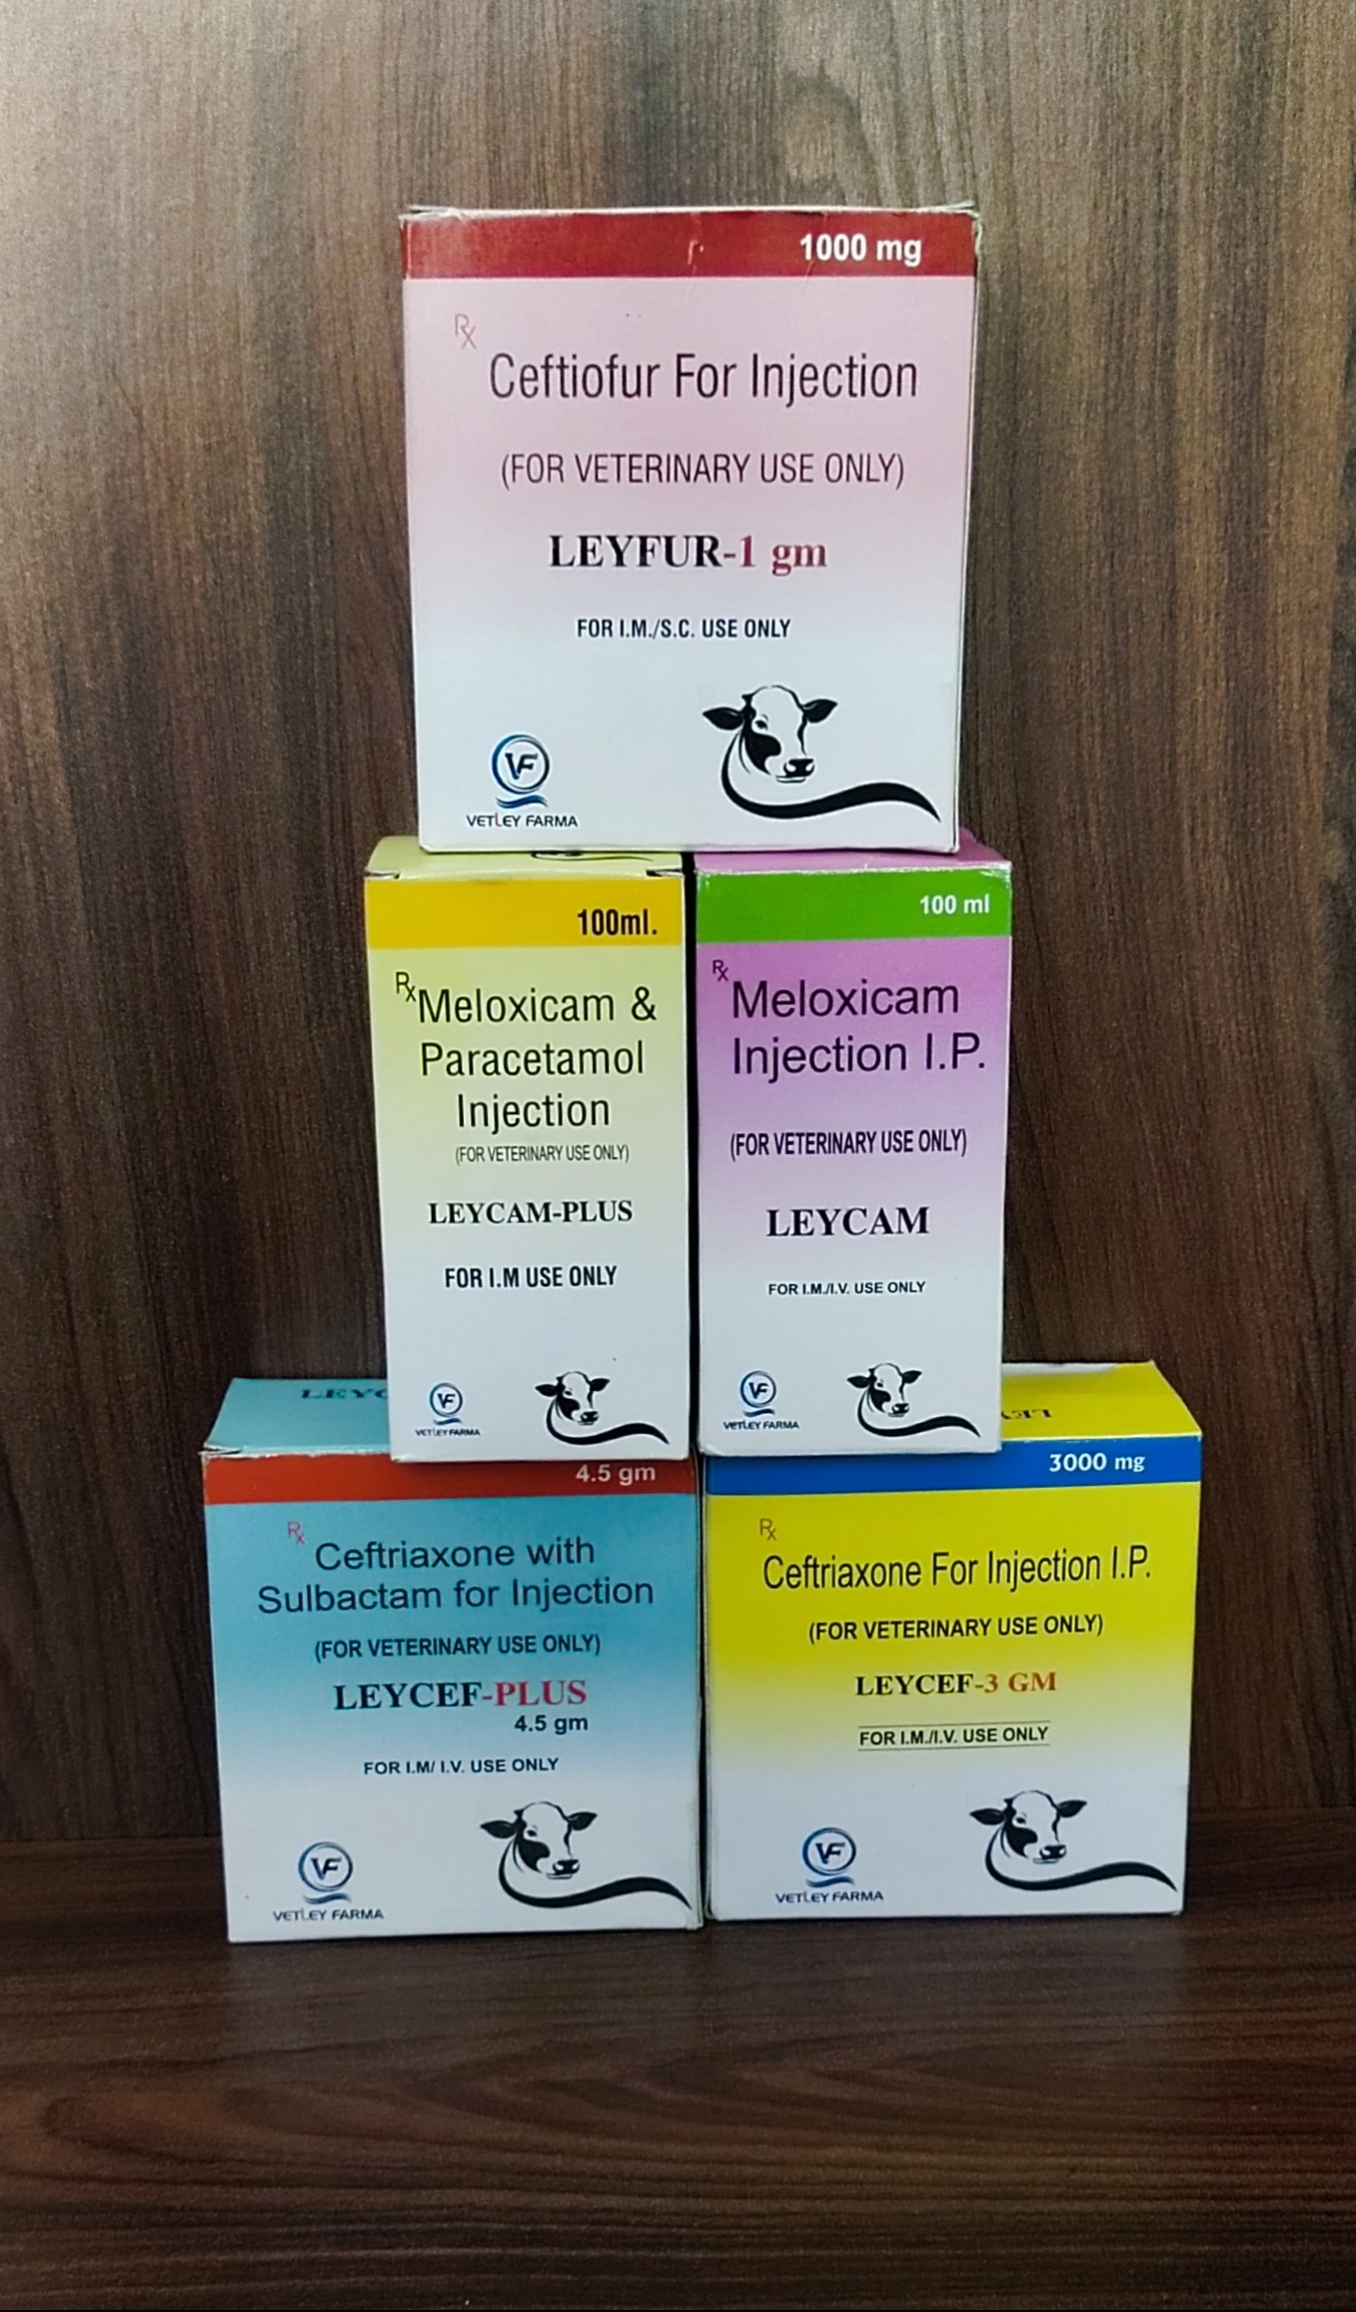 1000 mg
Rx
Ceftiofur For Injection
(FOR VETERINARY USE ONLY)
LEYFUR-1 gm
FOR I.M./S.C. USE ONLY
VF
VETLEY FARMA
100ml.
Rx
Meloxicam &
Paracetamol
Injection
(FOR VETERINARY USE ONLY)
LEYCAM-PLUS
FOR I.M USE ONLY
VF
VETLEY FARMA
100 ml
Rx
Meloxicam
Injection I.P.
(FOR VETERINARY USE ONLY)
LEYCAM
FOR I.M./I.V. USE ONLY
VF
VETLEY FARMA
LEYC
4.5 gm
Rx
Ceftriaxone with
Sulbactam for Injection
(FOR VETERINARY USE ONLY)
LEYCEF-PLUS
4.5 gm
FOR I.M/ I.V. USE ONLY
VF
VETLEY FARMA
LEY
3000 mg
Rx
Ceftriaxone For Injection I.P.
(FOR VETERINARY USE ONLY)
LEYCEF-3 GM
FOR I.M./I.V. USE ONLY
VF
VETLEY FARMA